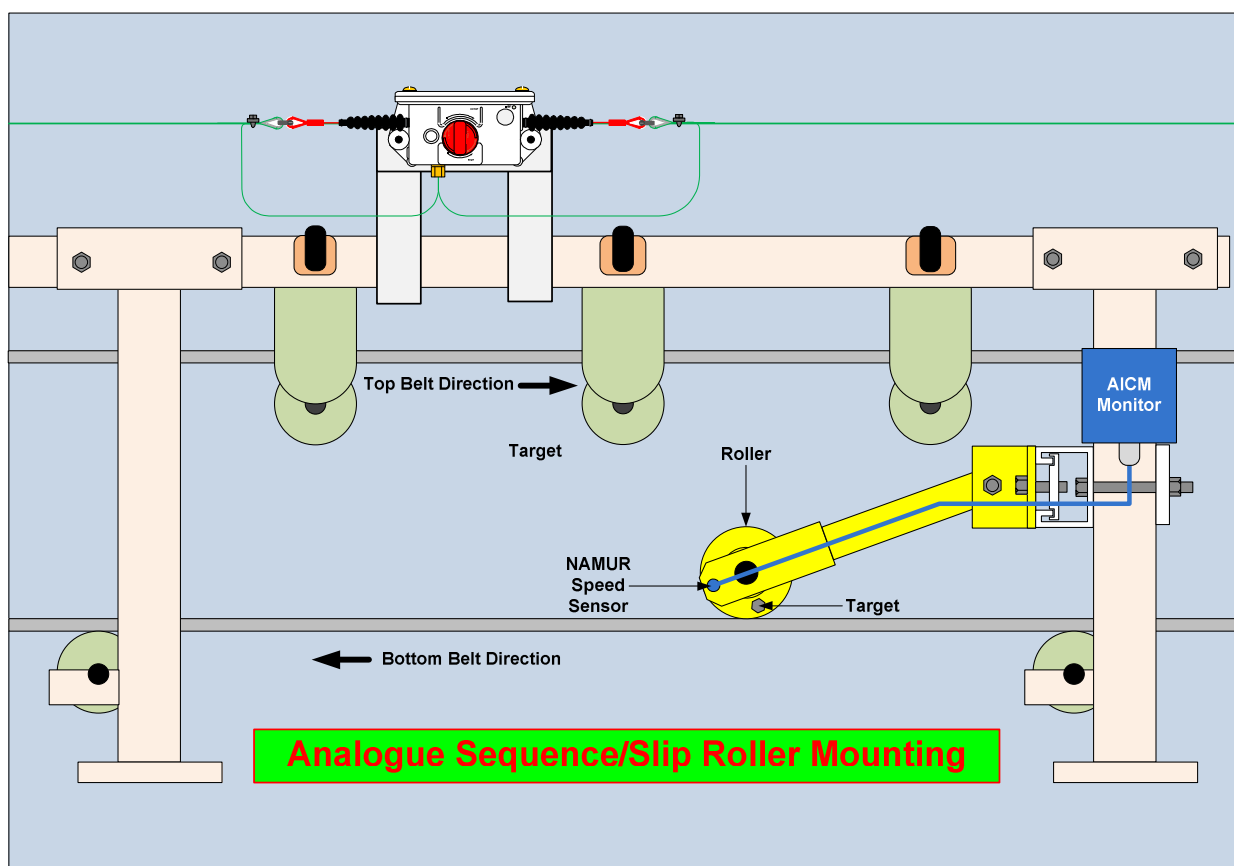 Top Belt Direction
AICM
Monitor
Target
Roller
NAMUR
Speed
Sensor
Target
Bottom Belt Direction
Analogue Sequence/Slip Roller Mounting